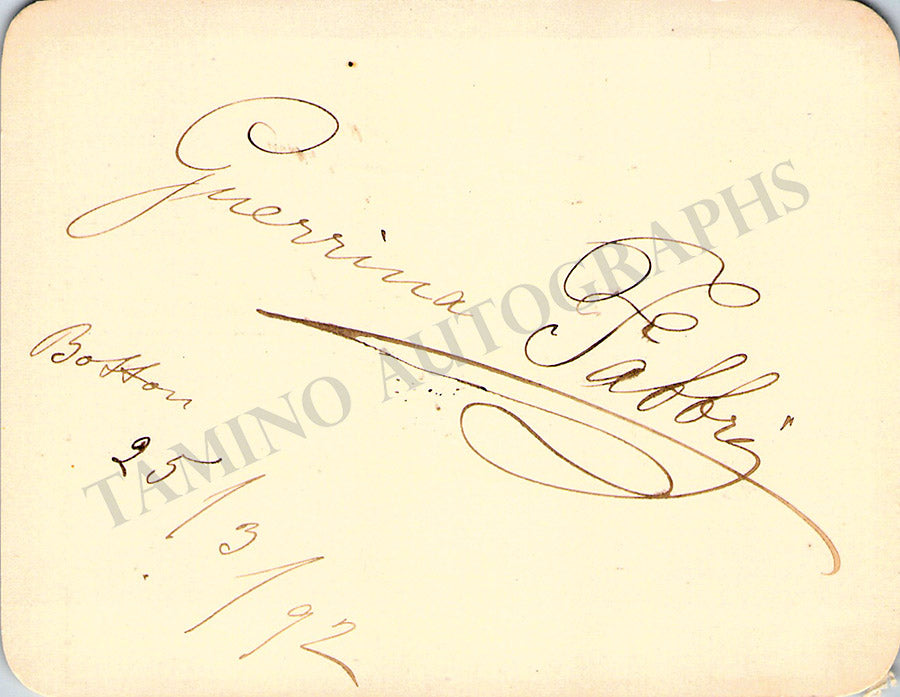 Guerrina Fabbri
Boston
25/3/92
TAMINO AUTOGRAPHS